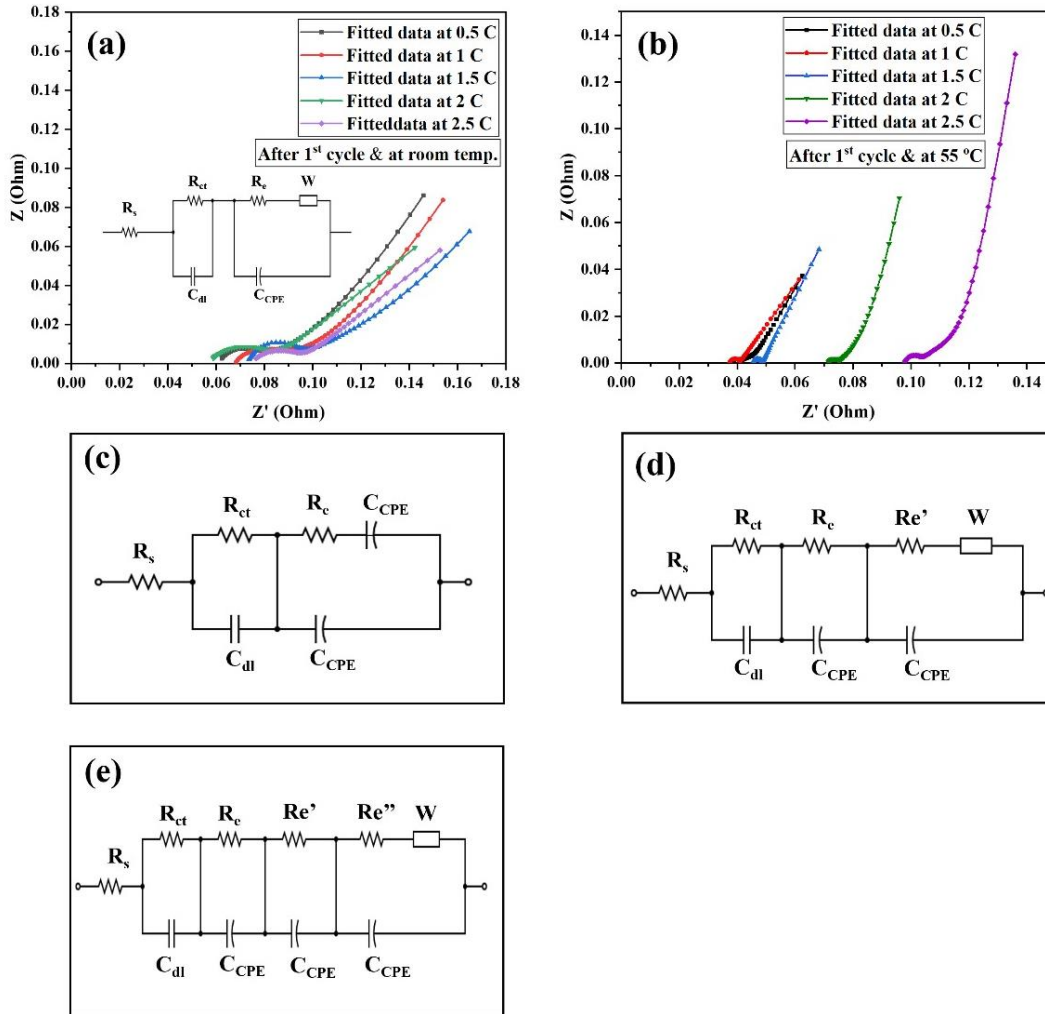 (a)
Fitted data at 0.5 C
Fitted data at 1 C
Fitted data at 1.5 C
Fitted data at 2 C
Fitteddata at 2.5 C
After 1st cycle & at room temp.
Rs
Rct
Re
W
Cdl
CCPE
Z (Ohm)
0.18
0.16
0.14
0.12
0.10
0.08
0.06
0.04
0.02
0.00
0.00 0.02 0.04 0.06 0.08 0.10 0.12 0.14 0.16 0.18
Z' (Ohm)
(b)
Fitted data at 0.5 C
Fitted data at 1 C
Fitted data at 1.5 C
Fitted data at 2 C
Fitted data at 2.5 C
After 1st cycle & at 55 °C
Z (Ohm)
0.14
0.12
0.10
0.08
0.06
0.04
0.02
0.00
0.00 0.02 0.04 0.06 0.08 0.10 0.12 0.14
Z' (Ohm)
(c)
Rs
Rct
Re
CCPE
Cdl
CCPE
(d)
Rs
Rct
Re
Re’
W
Cdl
CCPE
CCPE
(e)
Rs
Rct
Re
Re’
Re”
W
Cdl
CCPE
CCPE
CCPE